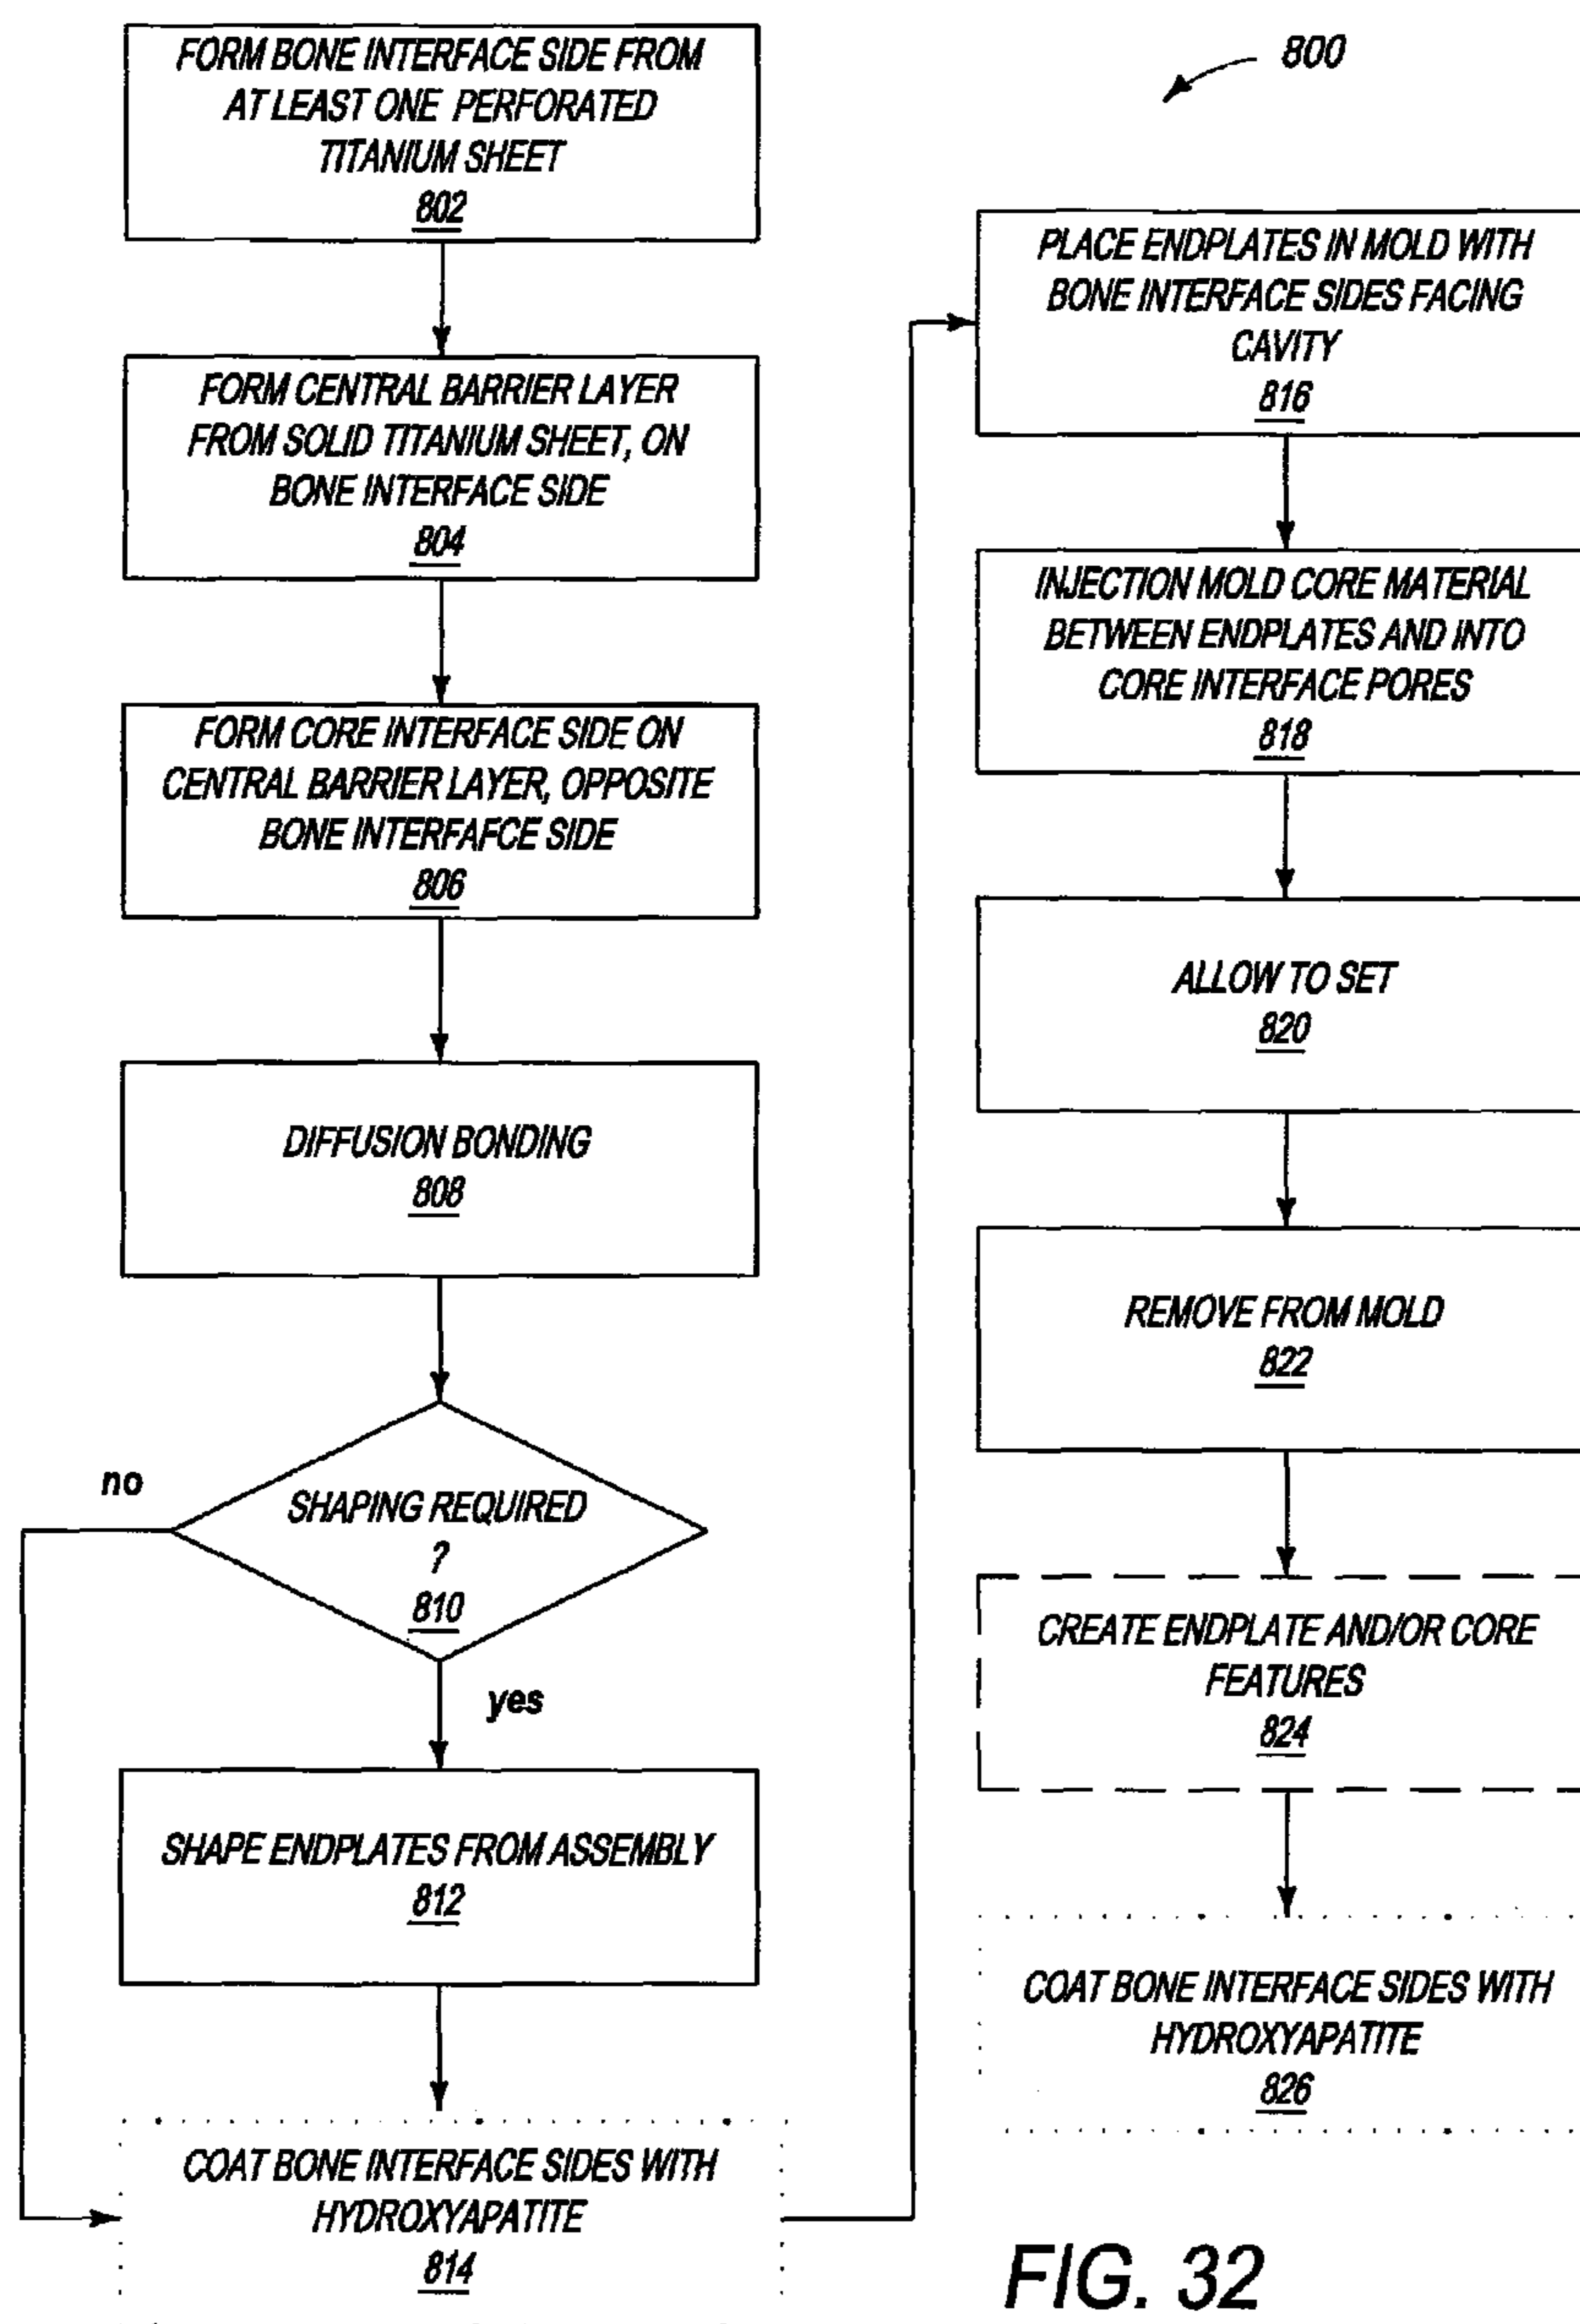 FORM BONE INTERFACE SIDE FROM
AT LEAST ONE PERFORATED
TITANIUM SHEET
802
FORM CENTRAL BARRIER LAYER
FROM SOLID TITANIUM SHEET, ON
BONE INTERFACE SIDE
804
FORM CORE INTERFACE SIDE ON
CENTRAL BARRIER LAYER, OPPOSITE
BONE INTERFAFCE SIDE
806
DIFFUSION BONDING
808
SHAPING REQUIRED
?
810
no
yes
SHAPE ENDPLATES FROM ASSEMBLY
812
COAT BONE INTERFACE SIDES WITH
HYDROXYAPATITE
814
800
PLACE ENDPLATES IN MOLD WITH
BONE INTERFACE SIDES FACING
CAVITY
816
INJECTION MOLD CORE MATERIAL
BETWEEN ENDPLATES AND INTO
CORE INTERFACE PORES
818
ALLOW TO SET
820
REMOVE FROM MOLD
822
CREATE ENDPLATE AND/OR CORE
FEATURES
824
COAT BONE INTERFACE SIDES WITH
HYDROXYAPATITE
826
FIG. 32